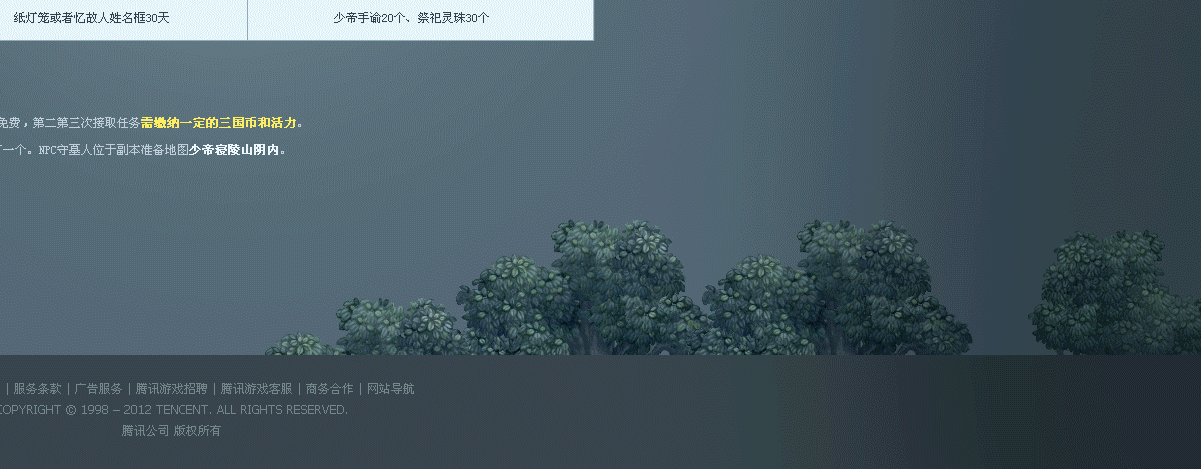 纸灯笼或者忆故人姓名框30天 少帝手谕20个、祭祀灵珠30个
免费，第二第三次接取任务需缴纳一定的三国币和活力。
一个。NPC守墓人位于副本准备地图少帝寝陵山阴内。
| 服务条款 | 广告服务 | 腾讯游戏招聘 | 腾讯游戏客服 | 商务合作 | 网站导航
COPYRIGHT © 1998 – 2012 TENCENT. ALL RIGHTS RESERVED.
腾讯公司 版权所有